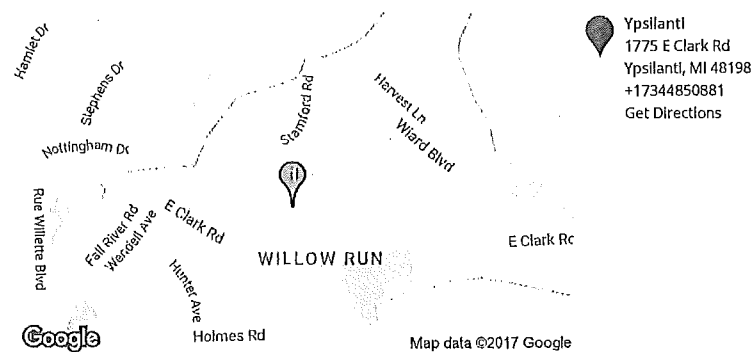 Hamlet Dr
Stephens Dr
Nottingham Dr
Stamford Rd
Harvest Ln
Wiard Blvd
Rue Willette Blvd
Fall River Rd
Wendell Ave
E Clark Rd
WILLOW RUN
E Clark Rd
Hunter Ave
Holmes Rd
Google
Map data ©2017 Google
Ypsilanti
1775 E Clark Rd
Ypsilanti, MI 48198
+17344850881
Get Directions